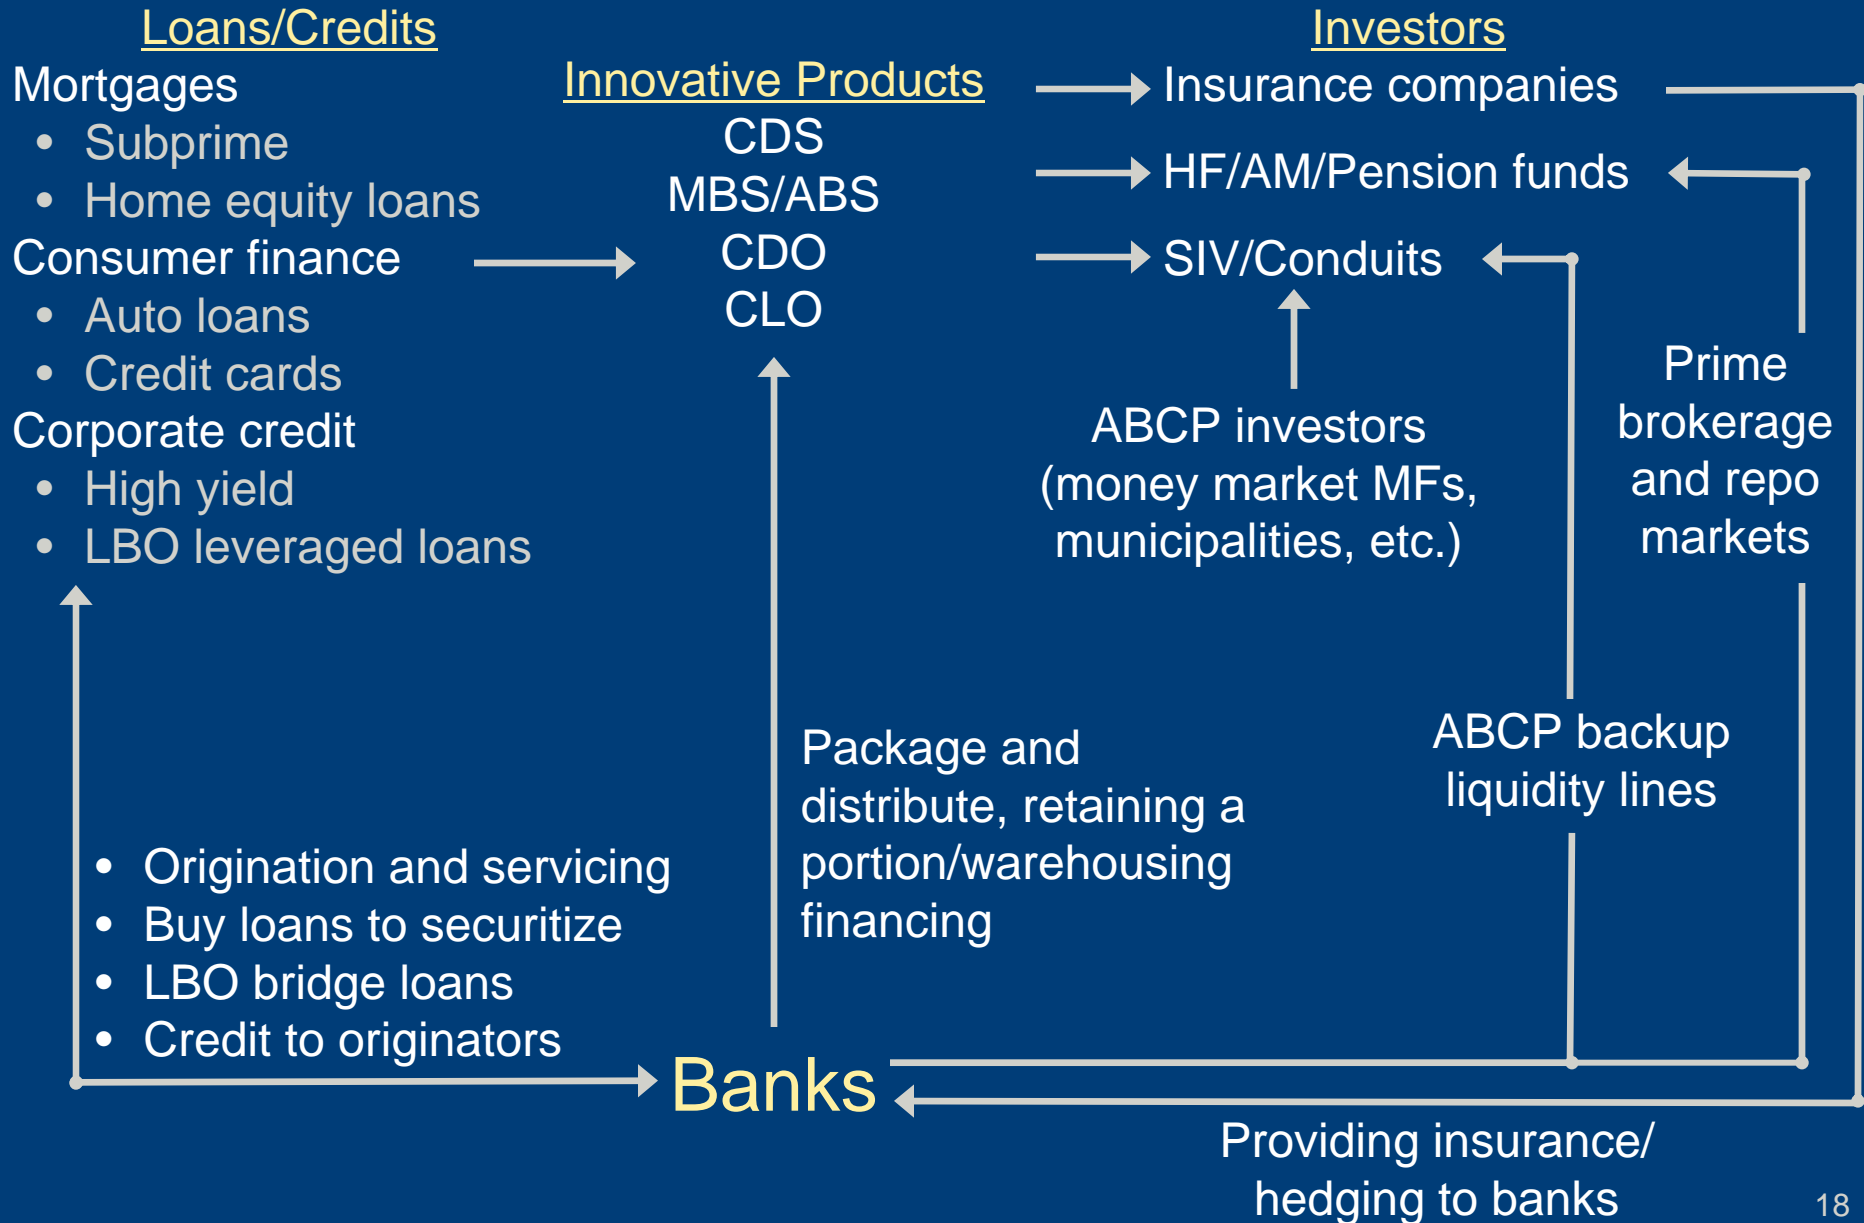 Loans/Credits
Mortgages
• Subprime
• Home equity loans
Consumer finance
• Auto loans
• Credit cards
Corporate credit
• High yield
• LBO leveraged loans
Innovative Products
CDS
MBS/ABS
CDO
CLO
Investors
Insurance companies
HF/AM/Pension funds
SIV/Conduits
ABCP investors
(money market MFs,
municipalities, etc.)
Prime
brokerage
and repo
markets
ABCP backup
liquidity lines
Package and
distribute, retaining a
portion/warehousing
financing
• Origination and servicing
• Buy loans to securitize
• LBO bridge loans
• Credit to originators
Banks
Providing insurance/
hedging to banks
18